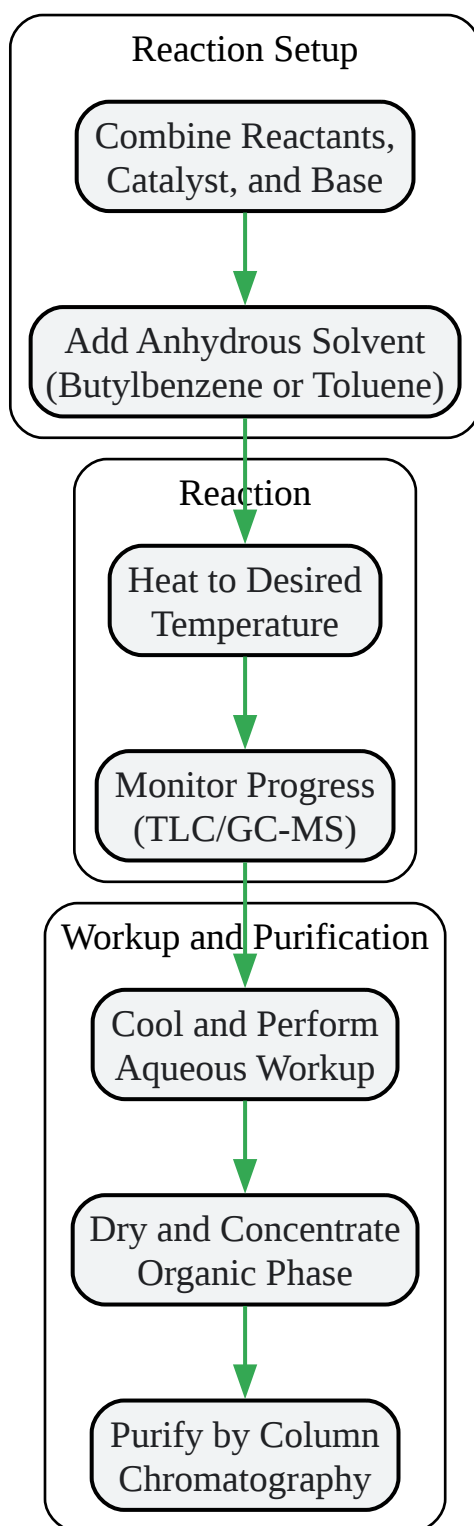 Reaction Setup
Combine Reactants,
Catalyst, and Base
Add Anhydrous Solvent
(Butylbenzene or Toluene)
Reaction
Heat to Desired
Temperature
Monitor Progress
(TLC/GC-MS)
Workup and Purification
Cool and Perform
Aqueous Workup
Dry and Concentrate
Organic Phase
Purify by Column
Chromatography